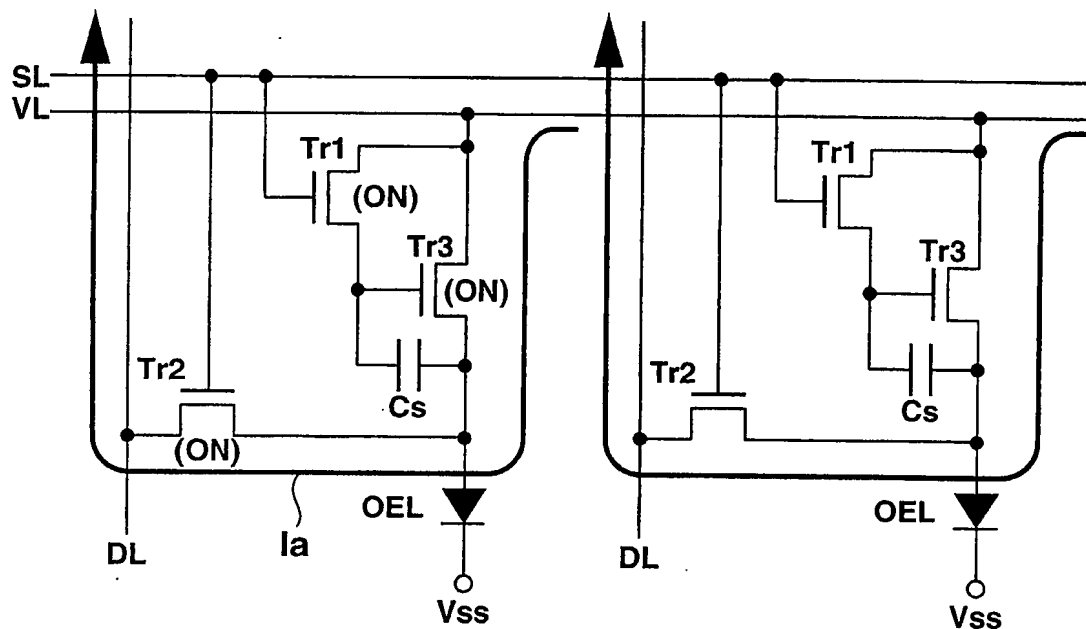 SL
VL
Tr1
(ON)
Tr3
(ON)
Tr2
(ON)
Cs
OEL
Ia
DL
Vss
Tr1
Tr3
Tr2
Cs
OEL
DL
Vss